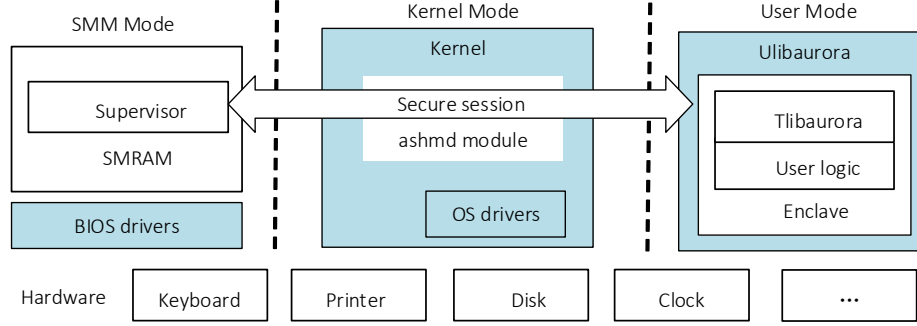 SMM Mode
Kernel Mode
User Mode
Kernel
Ulibaurora
Supervisor
Secure session
Tlibaurora
SMRAM
ashmd module
User logic
BIOS drivers
OS drivers
Enclave
Hardware
Keyboard
Printer
Disk
Clock
...